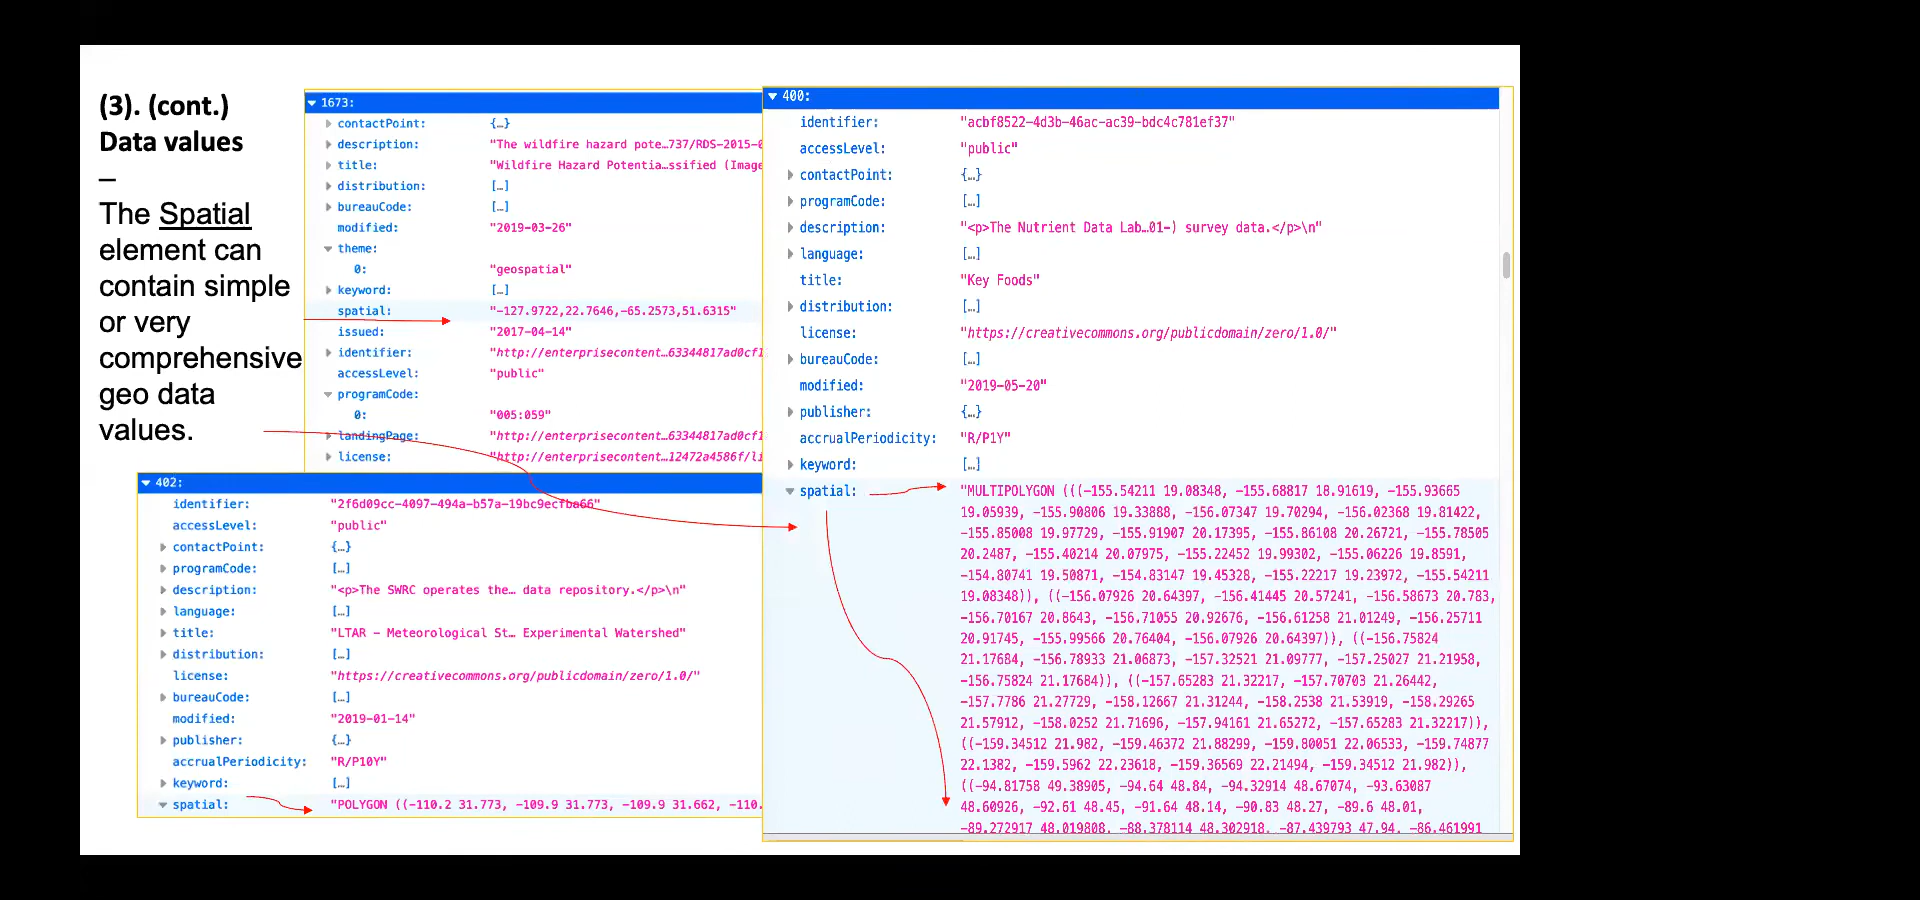 (3). (cont.)
Data values
–
The Spatial
element can
contain simple
or very
comprehensive
geo data
values.
1673:
contactPoint: {…}
description: "The wildfire hazard pote…737/RDS-2015-0
title: "Wildfire Hazard Potentia…ssified (Image
distribution: […]
bureauCode: […]
modified: "2019-03-26"
theme:
0: "geospatial"
keyword: […]
spatial: "-127.9722,22.7646,-65.2573,51.6315"
issued: "2017-04-14"
identifier: "http://enterprisecontent…63344817ad0cf1
accessLevel: "public"
programCode:
0: "005:059"
landingPage: "http://enterprisecontent…63344817ad0cf1
license: "http://enterprisecontent…12472a4586f/li
402:
identifier: "2f6d09cc-4097-494a-b57a-19bc9ecfba66"
accessLevel: "public"
contactPoint: {…}
programCode: […]
description: "<p>The SWRC operates the… data repository.</p>\n"
language: […]
title: "LTAR – Meteorological St… Experimental Watershed"
distribution: […]
license: "https://creativecommons.org/publicdomain/zero/1.0/"
bureauCode: […]
modified: "2019-01-14"
publisher: {…}
accrualPeriodicity: "R/P10Y"
keyword: […]
spatial: "POLYGON ((-110.2 31.773, -109.9 31.773, -109.9 31.662, -110.
400:
identifier: "acbf8522-4d3b-46ac-ac39-bdc4c781ef37"
accessLevel: "public"
contactPoint: {…}
programCode: […]
description: "<p>The Nutrient Data Lab…01-) survey data.</p>\n"
language: […]
title: "Key Foods"
distribution: […]
license: "https://creativecommons.org/publicdomain/zero/1.0/"
bureauCode: […]
modified: "2019-05-20"
publisher: {…}
accrualPeriodicity: "R/P1Y"
keyword: […]
spatial: "MULTIPOLYGON (((-155.54211 19.08348, -155.68817 18.91619, -155.93665
19.05939, -155.90806 19.33888, -156.07347 19.70294, -156.02368 19.81422,
-155.85008 19.97729, -155.91907 20.17395, -155.86108 20.26721, -155.78505
20.2487, -155.40214 20.07975, -155.22452 19.99302, -155.06226 19.8591,
-154.80741 19.50871, -154.83147 19.45328, -155.22217 19.23972, -155.54211
19.08348)), ((-156.07926 20.64397, -156.41445 20.57241, -156.58673 20.783,
-156.70167 20.8643, -156.71055 20.92676, -156.61258 21.01249, -156.25711
20.91745, -155.99566 20.76404, -156.07926 20.64397)), ((-156.75824
21.17684, -156.78933 21.06873, -157.32521 21.09777, -157.25027 21.21958,
-156.75824 21.17684)), ((-157.65283 21.32217, -157.70703 21.26442,
-157.7786 21.27729, -158.12667 21.31244, -158.2538 21.53919, -158.29265
21.57912, -158.0252 21.71696, -157.94161 21.65272, -157.65283 21.32217)),
((-159.34512 21.982, -159.46372 21.88299, -159.80051 22.06533, -159.74877
22.1382, -159.5962 22.23618, -159.36569 22.21494, -159.34512 21.982)),
((-94.81758 49.38905, -94.64 48.84, -94.32914 48.67074, -93.63087
48.60926, -92.61 48.45, -91.64 48.14, -90.83 48.27, -89.6 48.01,
-89.272917 48.019808, -88.378114 48.302918, -87.439793 47.94, -86.461991